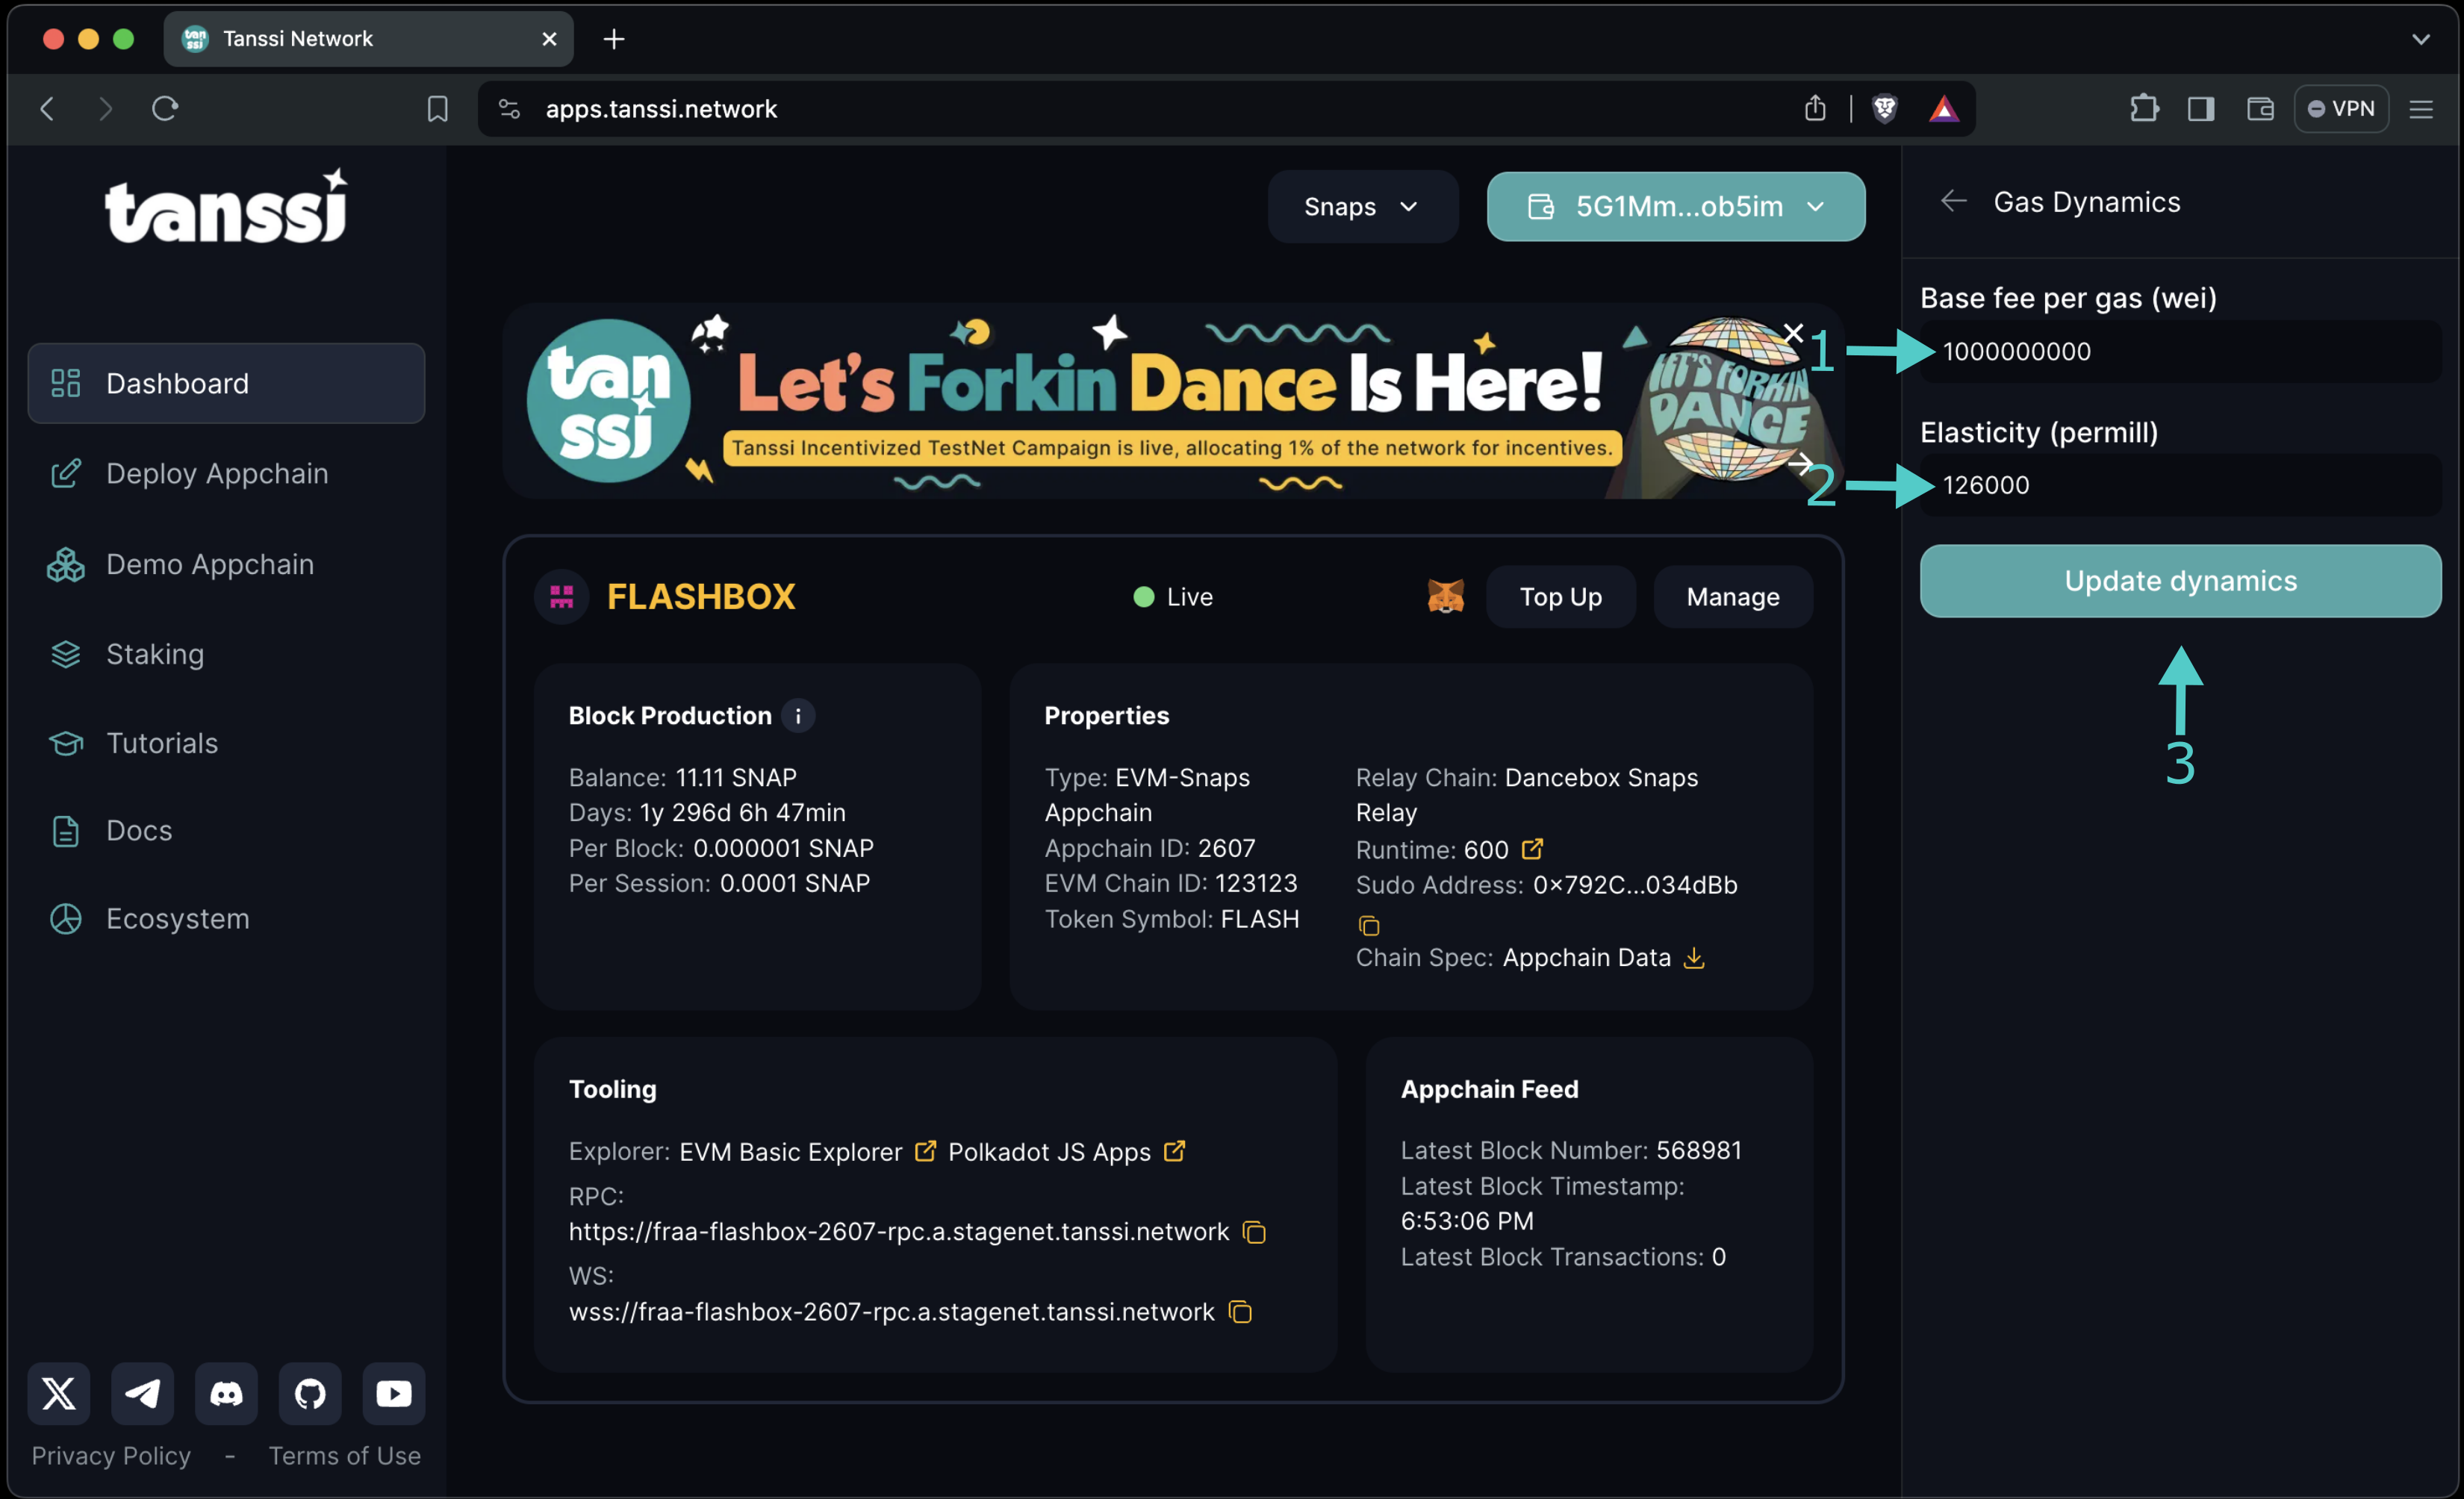 tan
ssi
Tanssi Network
apps.tanssi.network
VPN
tanssi
Snaps
5G1Mm...ob5im
Gas Dynamics
Dashboard
Deploy Appchain
Demo Appchain
Staking
Tutorials
Docs
Ecosystem
tan
ssi
Let's Forkin Dance Is Here!
Tanssi Incentivized TestNet Campaign is live, allocating 1% of the network for incentives.
LET'S FORKIN
DANCE
Base fee per gas (wei)
1
1000000000
Elasticity (permill)
2
126000
Update dynamics
3
FLASHBOX
Live
Top Up
Manage
Block Production i
Balance: 11.11 SNAP
Days: 1y 296d 6h 47min
Per Block: 0.000001 SNAP
Per Session: 0.0001 SNAP
Properties
Type: EVM-Snaps
Appchain
Appchain ID: 2607
EVM Chain ID: 123123
Token Symbol: FLASH
Relay Chain: Dancebox Snaps
Relay
Runtime: 600
Sudo Address: 0x792C...034dBb
Chain Spec: Appchain Data
Tooling
Explorer: EVM Basic Explorer Polkadot JS Apps
RPC:
https://fraa-flashbox-2607-rpc.a.stagenet.tanssi.network
WS:
wss://fraa-flashbox-2607-rpc.a.stagenet.tanssi.network
Appchain Feed
Latest Block Number: 568981
Latest Block Timestamp:
6:53:06 PM
Latest Block Transactions: 0
Privacy Policy - Terms of Use